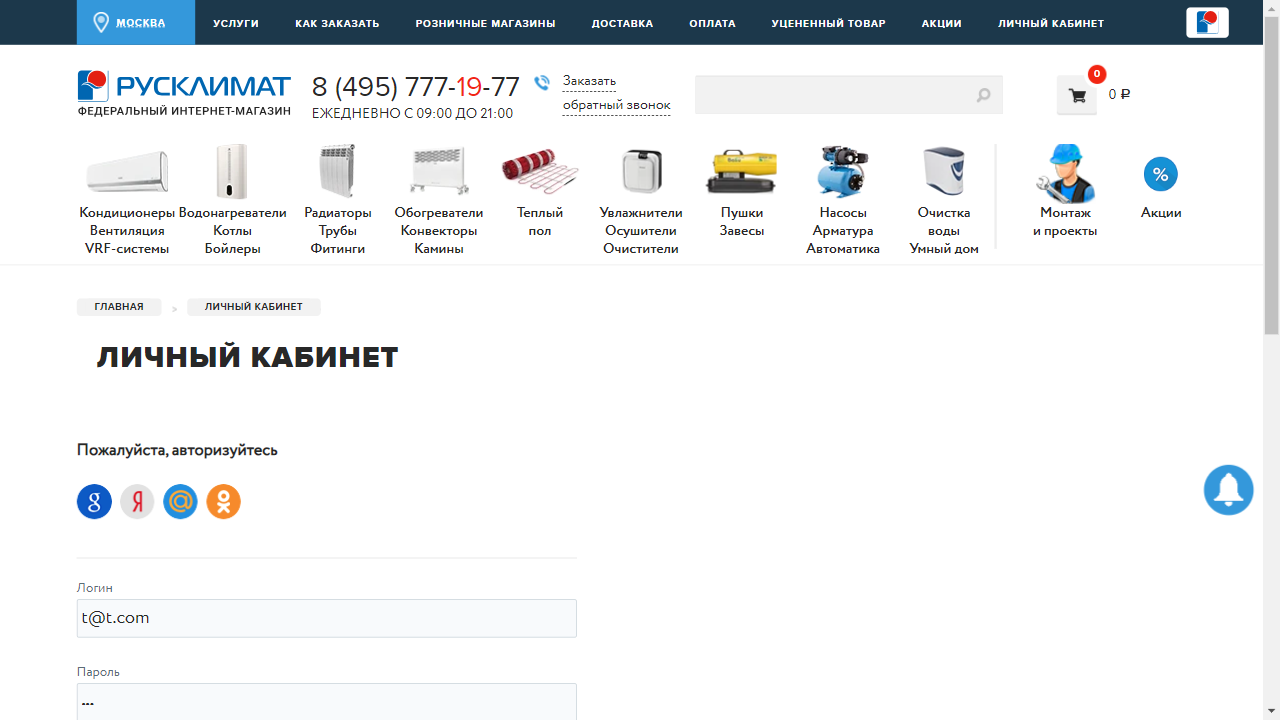 МОСКВА УСЛУГИ КАК ЗАКАЗАТЬ РОЗНИЧНЫЕ МАГАЗИНЫ ДОСТАВКА ОПЛАТА УЦЕНЕННЫЙ ТОВАР АКЦИИ ЛИЧНЫЙ КАБИНЕТ
РУСКЛИМАТ
ФЕДЕРАЛЬНЫЙ ИНТЕРНЕТ-МАГАЗИН
8 (495) 777-19-77
ЕЖЕДНЕВНО С 09:00 ДО 21:00
Заказать
обратный звонок
0
0 ₽
Кондиционеры
Вентиляция
VRF-системы
Водонагреватели
Котлы
Бойлеры
Радиаторы
Трубы
Фитинги
Обогреватели
Конвекторы
Камины
Теплый
пол
Увлажнители
Осушители
Очистители
Пушки
Завесы
Насосы
Арматура
Автоматика
Очистка
воды
Умный дом
Монтаж
и проекты
%
Акции
ГЛАВНАЯ > ЛИЧНЫЙ КАБИНЕТ
ЛИЧНЫЙ КАБИНЕТ
Пожалуйста, авторизуйтесь
g Я @
Логин
t@t.com
Пароль